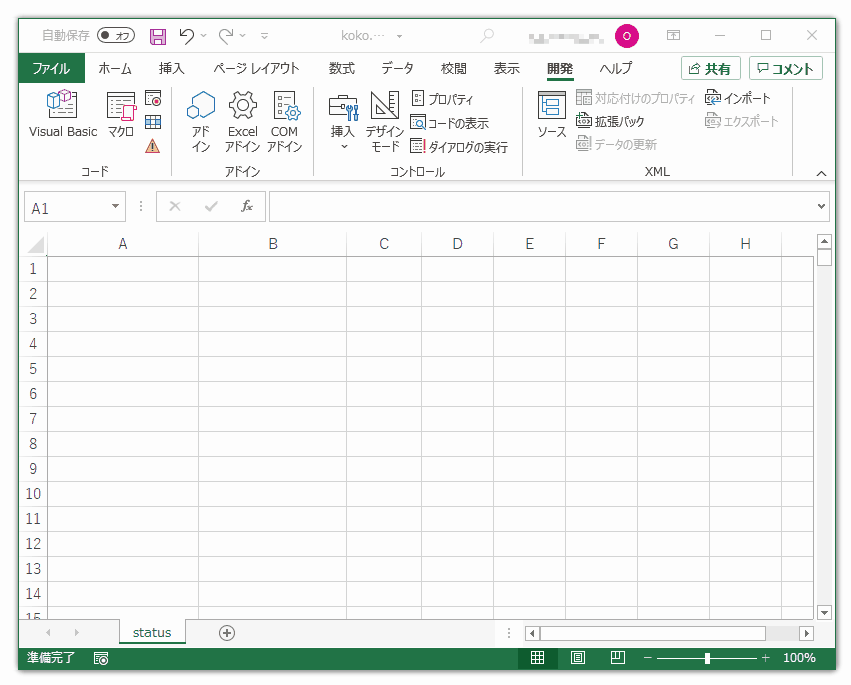 自動保存 オフ koko.… O
ファイル ホーム 挿入 ページ レイアウト 数式 データ 校閲 表示 開発 ヘルプ 共有 コメント
Visual Basic マクロ
アド
イン
Excel
アドイン
COM
アドイン
挿入
デザイン
モード
プロパティ
コードの表示
ダイアログの実行
ソース
対応付けのプロパティ
拡張パック
データの更新
インポート
エクスポート
コード アドイン コントロール XML
A1 fx
A B C D E F G H
1
2
3
4
5
6
7
8
9
10
11
12
13
14
15
status
準備完了 100%